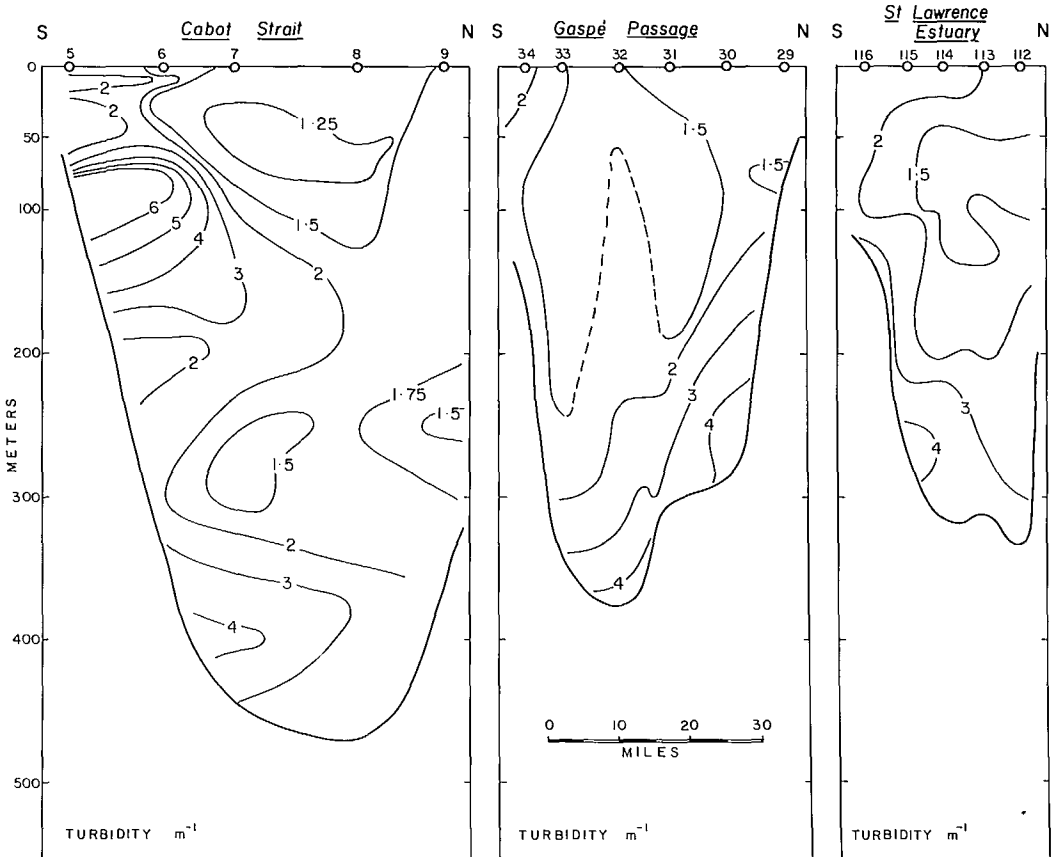 S Cabot Strait N
5 6 7 8 9
S Gaspé Passage N
34 33 32 31 30 29
St Lawrence Estuary
S N
116 115 114 113 112
0
50
100
200
300
400
500
METERS
2
2
6
5
4
3
2
1·25
1·5
2
1·75
1·5
1·5
2
3
4
2
1·5
1·5
2
3
4
4
2
1·5
3
4
0 10 20 30
MILES
TURBIDITY m⁻¹
TURBIDITY m⁻¹
TURBIDITY m⁻¹